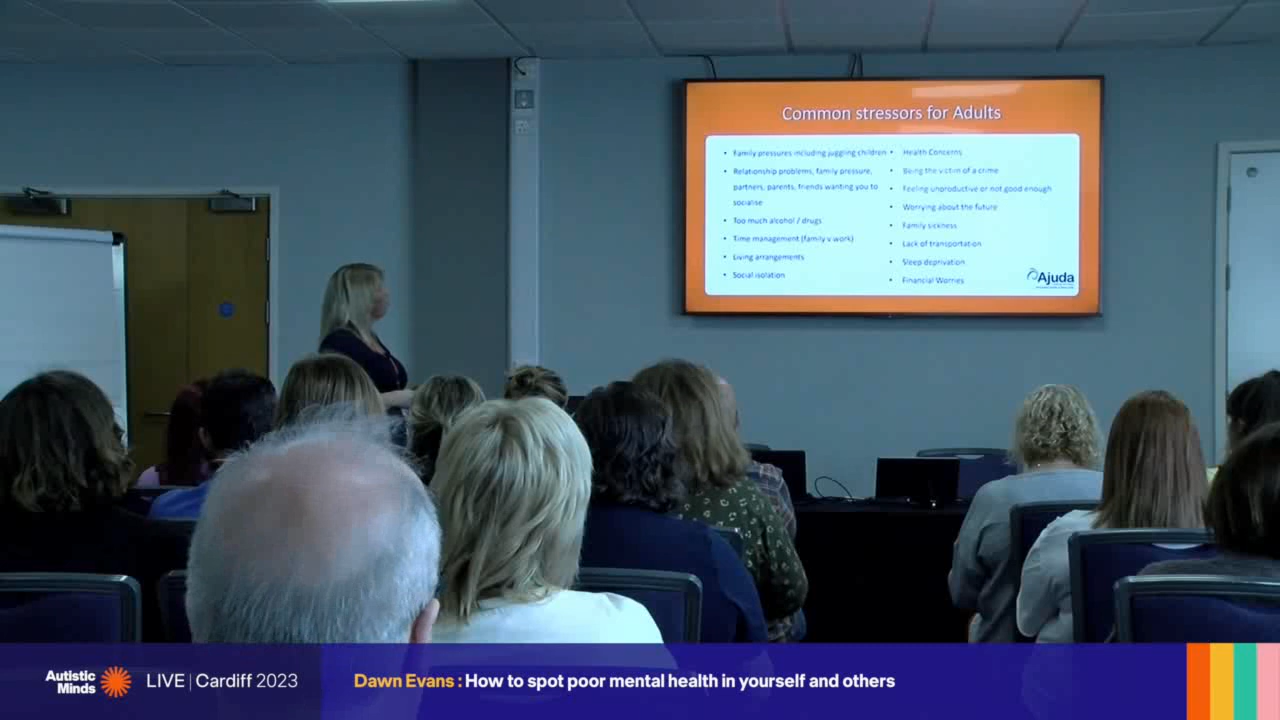 Common stressors for Adults
• Family pressures including juggling children
• Relationship problems, family pressure,
partners, parents, friends wanting you to
socialise
• Too much alcohol / drugs
• Time management (family v work)
• Living arrangements
• Social isolation
• Health Concerns
• Being the victim of a crime
• Feeling unproductive or not good enough
• Worrying about the future
• Family sickness
• Lack of transportation
• Sleep deprivation
• Financial Worries
Ajuda
Autistic
Minds
LIVE | Cardiff 2023
Dawn Evans : How to spot poor mental health in yourself and others